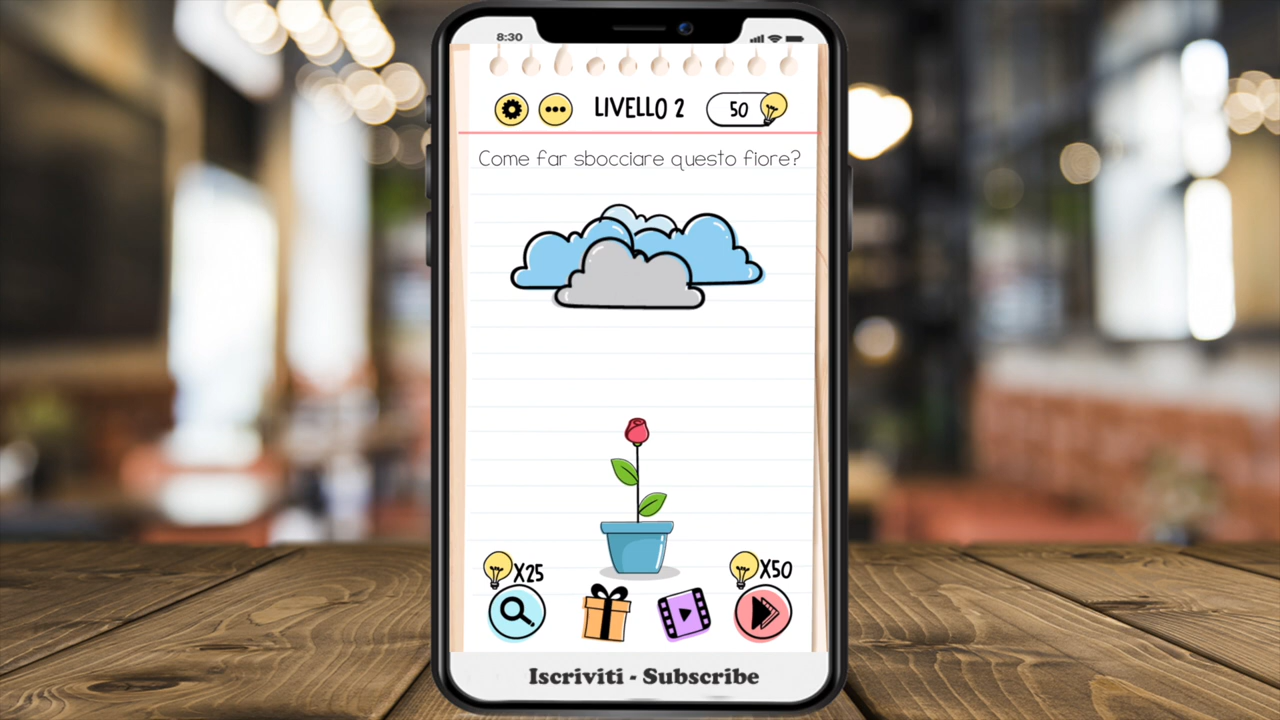 8:30
LIVELLO 2
50
Come far sbocciare questo fiore?
X25
X50
Iscriviti - Subscribe